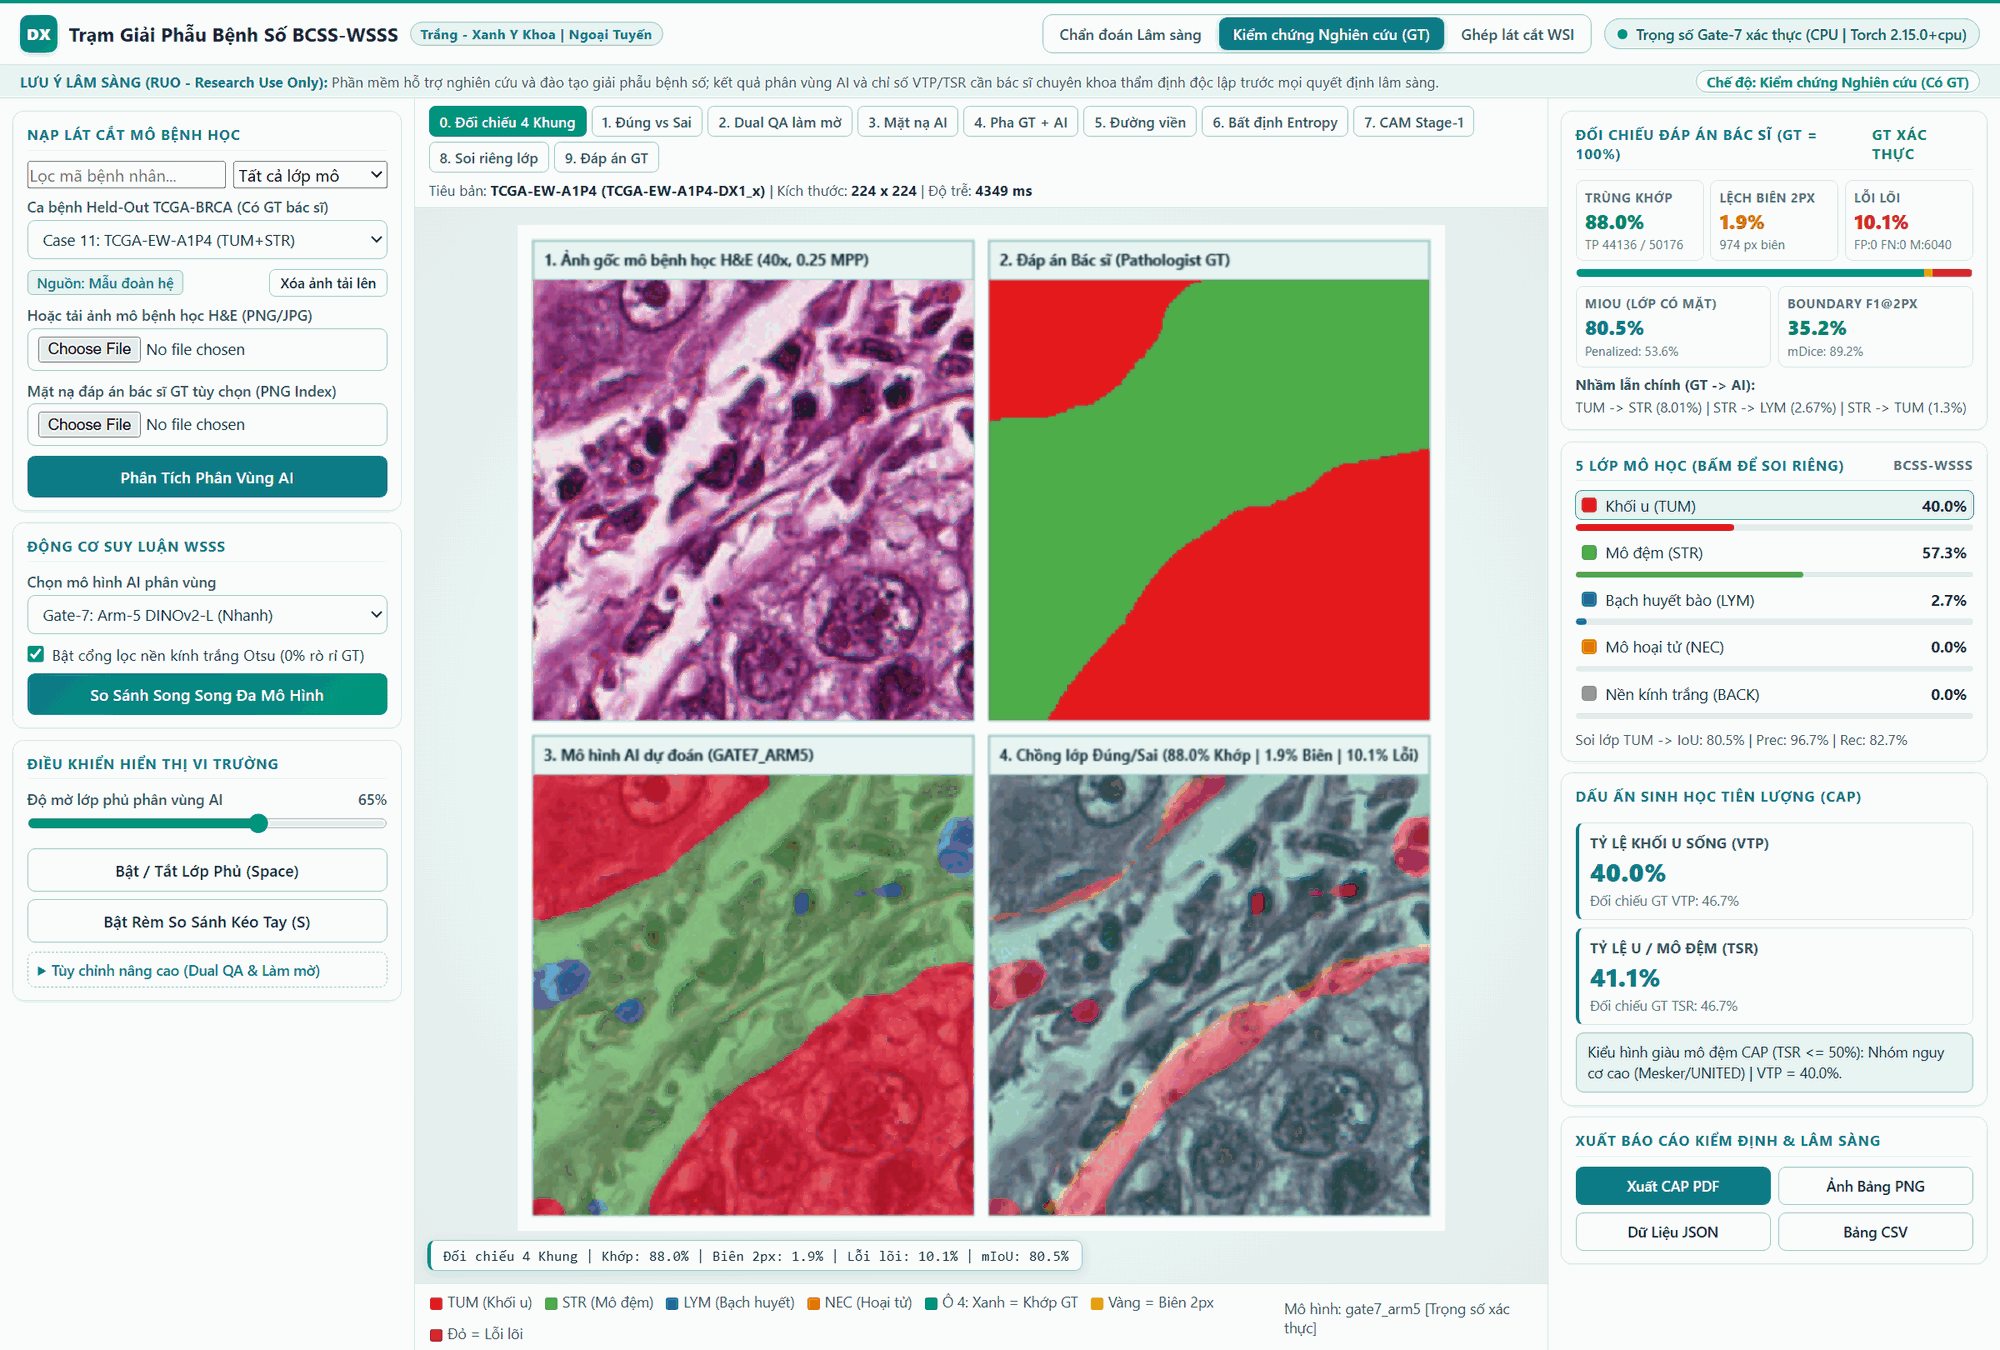 DX Trạm Giải Phẫu Bệnh Số BCSS-WSSS Trắng - Xanh Y Khoa | Ngoại Tuyến Chẩn đoán Lâm sàng Kiểm chứng Nghiên cứu (GT) Ghép lát cắt WSI Trọng số Gate-7 xác thực (CPU | Torch 2.15.0+cpu)
LƯU Ý LÂM SÀNG (RUO - Research Use Only): Phần mềm hỗ trợ nghiên cứu và đào tạo giải phẫu bệnh số; kết quả phân vùng AI và chỉ số VTP/TSR cần bác sĩ chuyên khoa thẩm định độc lập trước mọi quyết định lâm sàng. Chế độ: Kiểm chứng Nghiên cứu (Có GT)
NẠP LÁT CẮT MÔ BỆNH HỌC
Lọc mã bệnh nhân... Tất cả lớp mô
Ca bệnh Held-Out TCGA-BRCA (Có GT bác sĩ)
Case 11: TCGA-EW-A1P4 (TUM+STR)
Nguồn: Mẫu đoàn hệ Xóa ảnh tải lên
Hoặc tải ảnh mô bệnh học H&E (PNG/JPG)
Choose File No file chosen
Mặt nạ đáp án bác sĩ GT tùy chọn (PNG Index)
Choose File No file chosen
Phân Tích Phân Vùng AI
ĐỘNG CƠ SUY LUẬN WSSS
Chọn mô hình AI phân vùng
Gate-7: Arm-5 DINOv2-L (Nhanh)
Bật cổng lọc nền kính trắng Otsu (0% rò rỉ GT)
So Sánh Song Song Đa Mô Hình
ĐIỀU KHIỂN HIỂN THỊ VI TRƯỜNG
Độ mờ lớp phủ phân vùng AI 65%
Bật / Tắt Lớp Phủ (Space)
Bật Rèm So Sánh Kéo Tay (S)
▶ Tùy chỉnh nâng cao (Dual QA & Làm mờ)
0. Đối chiếu 4 Khung 1. Đúng vs Sai 2. Dual QA làm mờ 3. Mặt nạ AI 4. Pha GT + AI 5. Đường viền 6. Bất định Entropy 7. CAM Stage-1
8. Soi riêng lớp 9. Đáp án GT
Tiêu bản: TCGA-EW-A1P4 (TCGA-EW-A1P4-DX1_x) | Kích thước: 224 x 224 | Độ trễ: 4349 ms
1. Ảnh gốc mô bệnh học H&E (40x, 0.25 MPP) 2. Đáp án Bác sĩ (Pathologist GT)
3. Mô hình AI dự đoán (GATE7_ARM5) 4. Chồng lớp Đúng/Sai (88.0% Khớp | 1.9% Biên | 10.1% Lỗi)
Đối chiếu 4 Khung | Khớp: 88.0% | Biên 2px: 1.9% | Lỗi lõi: 10.1% | mIoU: 80.5%
TUM (Khối u) STR (Mô đệm) LYM (Bạch huyết) NEC (Hoại tử) Ô 4: Xanh = Khớp GT Vàng = Biên 2px
Đỏ = Lỗi lõi
Mô hình: gate7_arm5 [Trọng số xác
thực]
ĐỐI CHIẾU ĐÁP ÁN BÁC SĨ (GT =
100%)
GT XÁC
THỰC
TRÙNG KHỚP LỆCH BIÊN 2PX LỖI LÕI
88.0% 1.9% 10.1%
TP 44136 / 50176 974 px biên FP:0 FN:0 M:6040
MIOU (LỚP CÓ MẶT) BOUNDARY F1@2PX
80.5% 35.2%
Penalized: 53.6% mDice: 89.2%
Nhầm lẫn chính (GT -> AI):
TUM -> STR (8.01%) | STR -> LYM (2.67%) | STR -> TUM (1.3%)
5 LỚP MÔ HỌC (BẤM ĐỂ SOI RIÊNG) BCSS-WSSS
Khối u (TUM) 40.0%
Mô đệm (STR) 57.3%
Bạch huyết bào (LYM) 2.7%
Mô hoại tử (NEC) 0.0%
Nền kính trắng (BACK) 0.0%
Soi lớp TUM -> IoU: 80.5% | Prec: 96.7% | Rec: 82.7%
DẤU ẤN SINH HỌC TIÊN LƯỢNG (CAP)
TỶ LỆ KHỐI U SỐNG (VTP)
40.0%
Đối chiếu GT VTP: 46.7%
TỶ LỆ U / MÔ ĐỆM (TSR)
41.1%
Đối chiếu GT TSR: 46.7%
Kiểu hình giàu mô đệm CAP (TSR <= 50%): Nhóm nguy
cơ cao (Mesker/UNITED) | VTP = 40.0%.
XUẤT BÁO CÁO KIỂM ĐỊNH & LÂM SÀNG
Xuất CAP PDF Ảnh Bảng PNG
Dữ Liệu JSON Bảng CSV